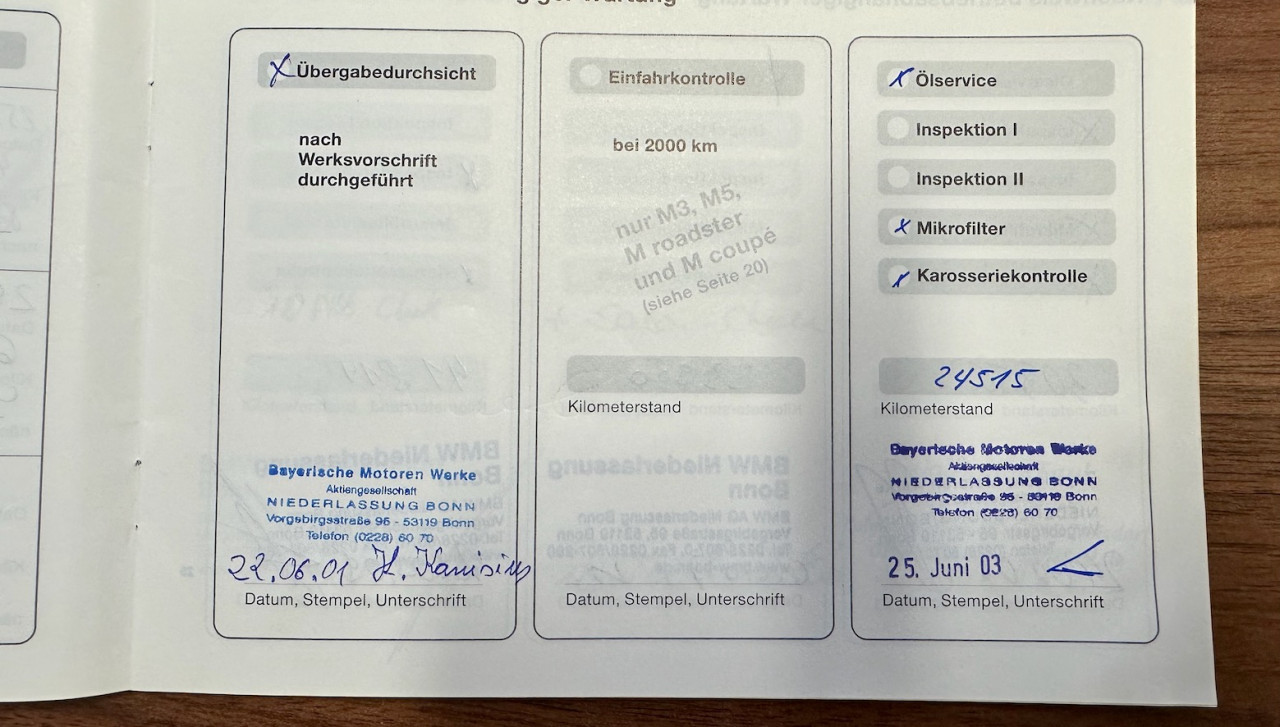 Übergabedurchsicht
nach
Werksvorschrift
durchgeführt
Bayerische Motoren Werke
Aktiengesellschaft
NIEDERLASSUNG BONN
Vorgebirgsstraße 96 - 53119 Bonn
Telefon (0228) 60 70
22.06.01 H. Kanisius
Datum, Stempel, Unterschrift
Einfahrkontrolle
bei 2000 km
nur M3, M5,
M roadster
und M coupé
(siehe Seite 20)
Kilometerstand
Datum, Stempel, Unterschrift
Ölservice
Inspektion I
Inspektion II
Mikrofilter
Karosseriekontrolle
24515
Kilometerstand
Bayerische Motoren Werke
Aktiengesellschaft
NIEDERLASSUNG BONN
Vorgebirgsstraße 96 - 53119 Bonn
Telefon (0228) 60 70
25. Juni 03
Datum, Stempel, Unterschrift